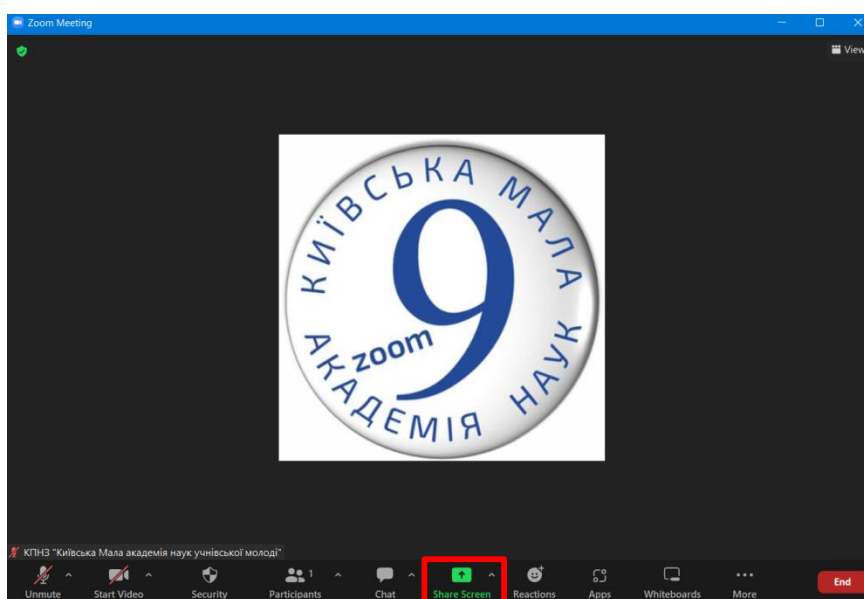 Zoom Meeting
View
КИЇВСЬКА МАЛА
АКАДЕМІЯ НАУК
9
zoom
КПНЗ "Київська Мала академія наук учнівської молоді"
1
Unmute
Start Video
Security
Participants
Chat
Share Screen
Reactions
Apps
Whiteboards
More
End